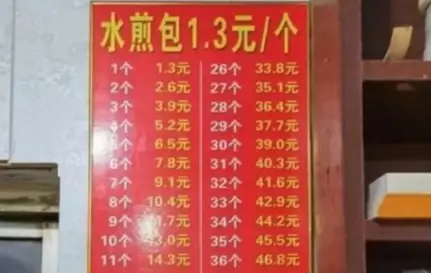 水煎包1.3元/个
1个 1.3元 26个 33.8元
2个 2.6元 27个 35.1元
3个 3.9元 28个 36.4元
4个 5.2元 29个 37.7元
5个 6.5元 30个 39.0元
6个 7.8元 31个 40.3元
7个 9.1元 32个 41.6元
8个 10.4元 33个 42.9元
9个 11.7元 34个 44.2元
10个 13.0元 35个 45.5元
11个 14.3元 36个 46.8元